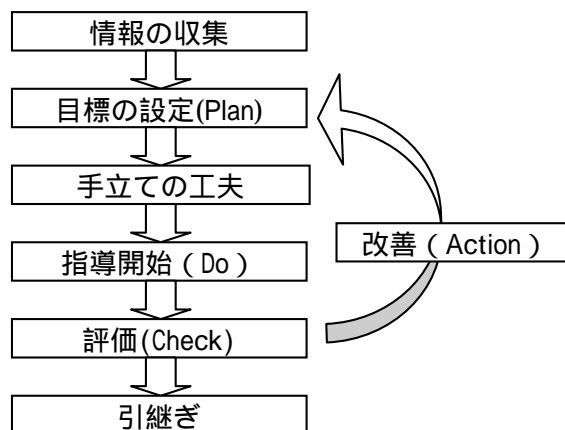 情報の収集
目標の設定(Plan)
手立ての工夫
指導開始（Do）
改善（Action）
評価(Check)
引継ぎ